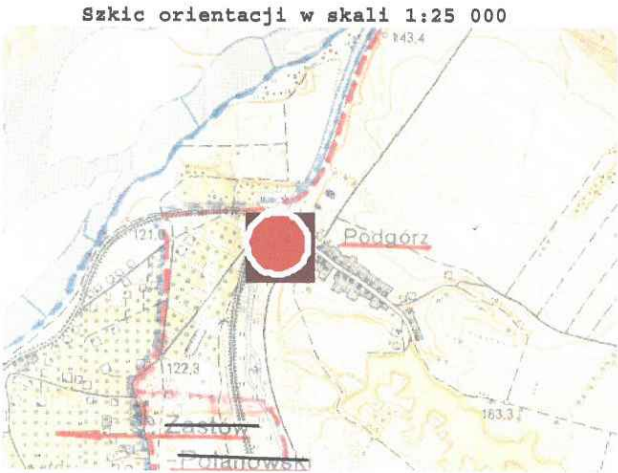 Szkic orientacji w skali 1:25 000
143,4
121,0
Podgórz
122,3
163,3
Zastów
Polanowski